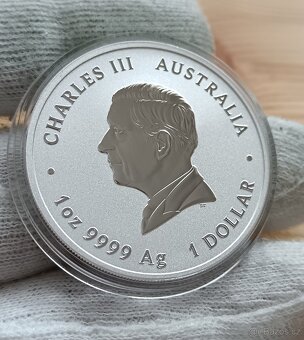 CHARLES III AUSTRALIA
1oz 9999 Ag 1 DOLLAR